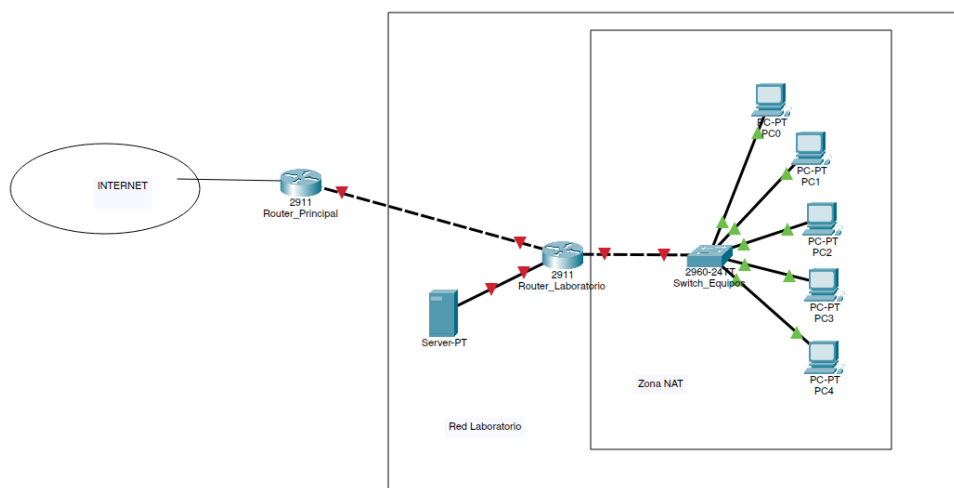 INTERNET
2911
Router_Principal
2911
Router_Laboratorio
Server-PT
2960-24TT
Switch_Equipos
PC-PT
PC0
PC-PT
PC1
PC-PT
PC2
PC-PT
PC3
PC-PT
PC4
Zona NAT
Red Laboratorio